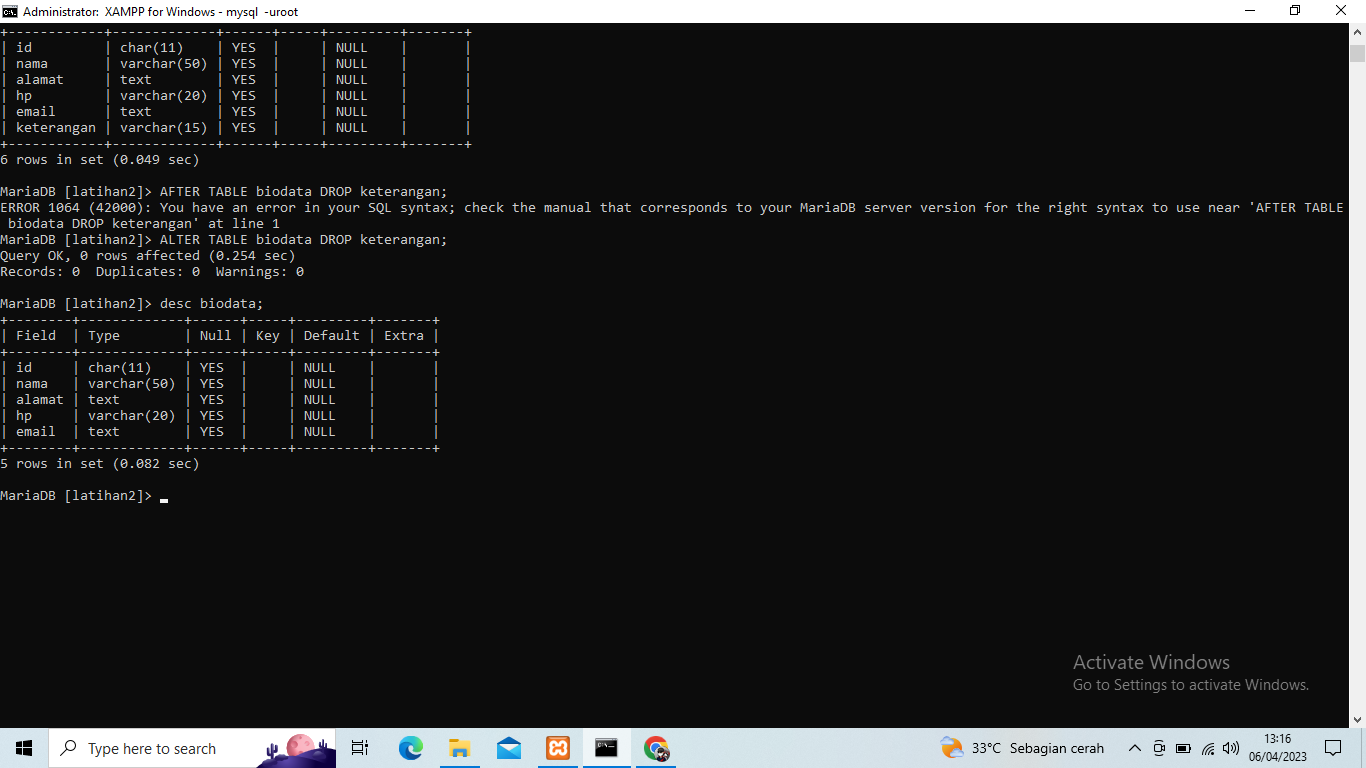 Administrator: XAMPP for Windows - mysql -uroot
+------------+-------------+------+-----+---------+-------+
| id         | char(11)    | YES  |     | NULL    |       |
| nama       | varchar(50) | YES  |     | NULL    |       |
| alamat     | text        | YES  |     | NULL    |       |
| hp         | varchar(20) | YES  |     | NULL    |       |
| email      | text        | YES  |     | NULL    |       |
| keterangan | varchar(15) | YES  |     | NULL    |       |
+------------+-------------+------+-----+---------+-------+
6 rows in set (0.049 sec)
MariaDB [latihan2]> AFTER TABLE biodata DROP keterangan;
ERROR 1064 (42000): You have an error in your SQL syntax; check the manual that corresponds to your MariaDB server version for the right syntax to use near 'AFTER TABLE
 biodata DROP keterangan' at line 1
MariaDB [latihan2]> ALTER TABLE biodata DROP keterangan;
Query OK, 0 rows affected (0.254 sec)
Records: 0  Duplicates: 0  Warnings: 0
MariaDB [latihan2]> desc biodata;
+--------+-------------+------+-----+---------+-------+
| Field  | Type        | Null | Key | Default | Extra |
+--------+-------------+------+-----+---------+-------+
| id     | char(11)    | YES  |     | NULL    |       |
| nama   | varchar(50) | YES  |     | NULL    |       |
| alamat | text        | YES  |     | NULL    |       |
| hp     | varchar(20) | YES  |     | NULL    |       |
| email  | text        | YES  |     | NULL    |       |
+--------+-------------+------+-----+---------+-------+
5 rows in set (0.082 sec)
MariaDB [latihan2]> _
Activate Windows
Go to Settings to activate Windows.
Type here to search
33°C Sebagian cerah
13:16
06/04/2023